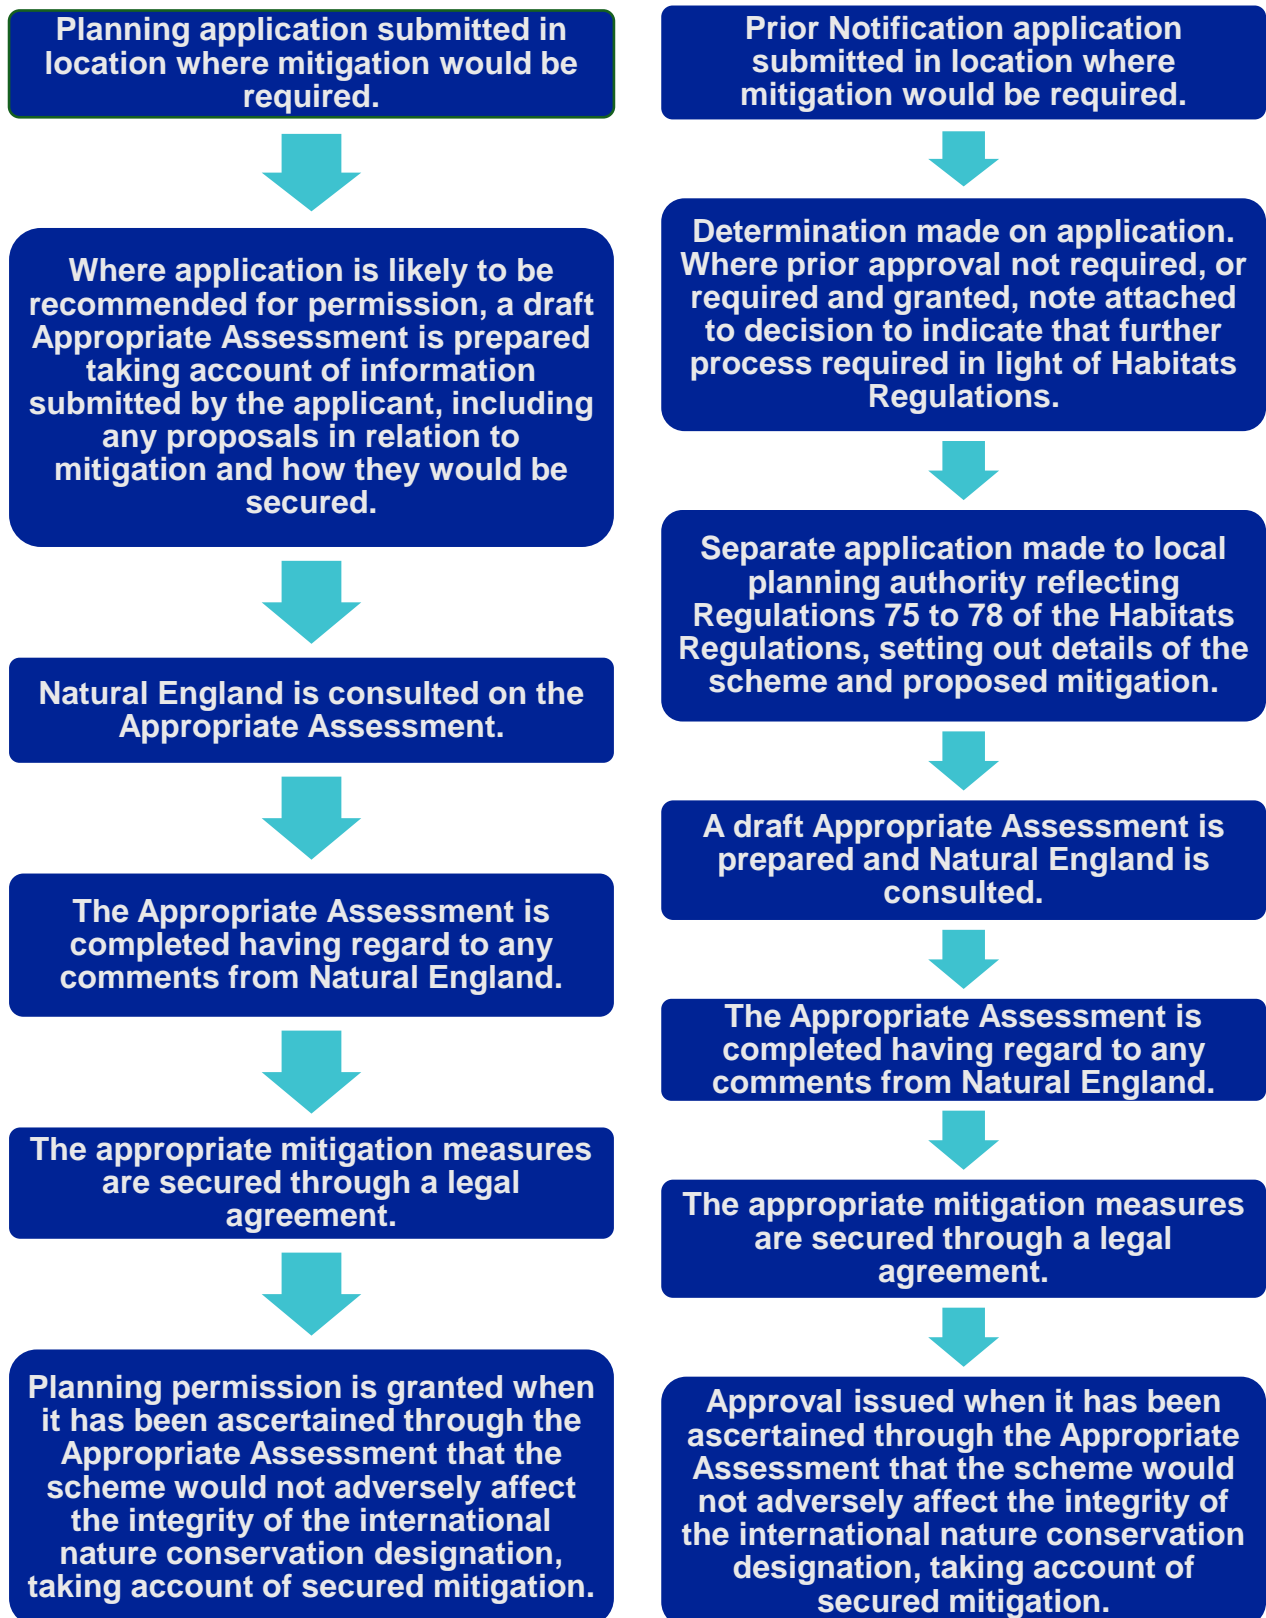 Planning application submitted in
location where mitigation would be
required.
Where application is likely to be
recommended for permission, a draft
Appropriate Assessment is prepared
taking account of information
submitted by the applicant, including
any proposals in relation to
mitigation and how they would be
secured.
Natural England is consulted on the
Appropriate Assessment.
The Appropriate Assessment is
completed having regard to any
comments from Natural England.
The appropriate mitigation measures
are secured through a legal
agreement.
Planning permission is granted when
it has been ascertained through the
Appropriate Assessment that the
scheme would not adversely affect
the integrity of the international
nature conservation designation,
taking account of secured mitigation.
Prior Notification application
submitted in location where
mitigation would be required.
Determination made on application.
Where prior approval not required, or
required and granted, note attached
to decision to indicate that further
process required in light of Habitats
Regulations.
Separate application made to local
planning authority reflecting
Regulations 75 to 78 of the Habitats
Regulations, setting out details of the
scheme and proposed mitigation.
A draft Appropriate Assessment is
prepared and Natural England is
consulted.
The Appropriate Assessment is
completed having regard to any
comments from Natural England.
The appropriate mitigation measures
are secured through a legal
agreement.
Approval issued when it has been
ascertained through the Appropriate
Assessment that the scheme would
not adversely affect the integrity of
the international nature conservation
designation, taking account of
secured mitigation.